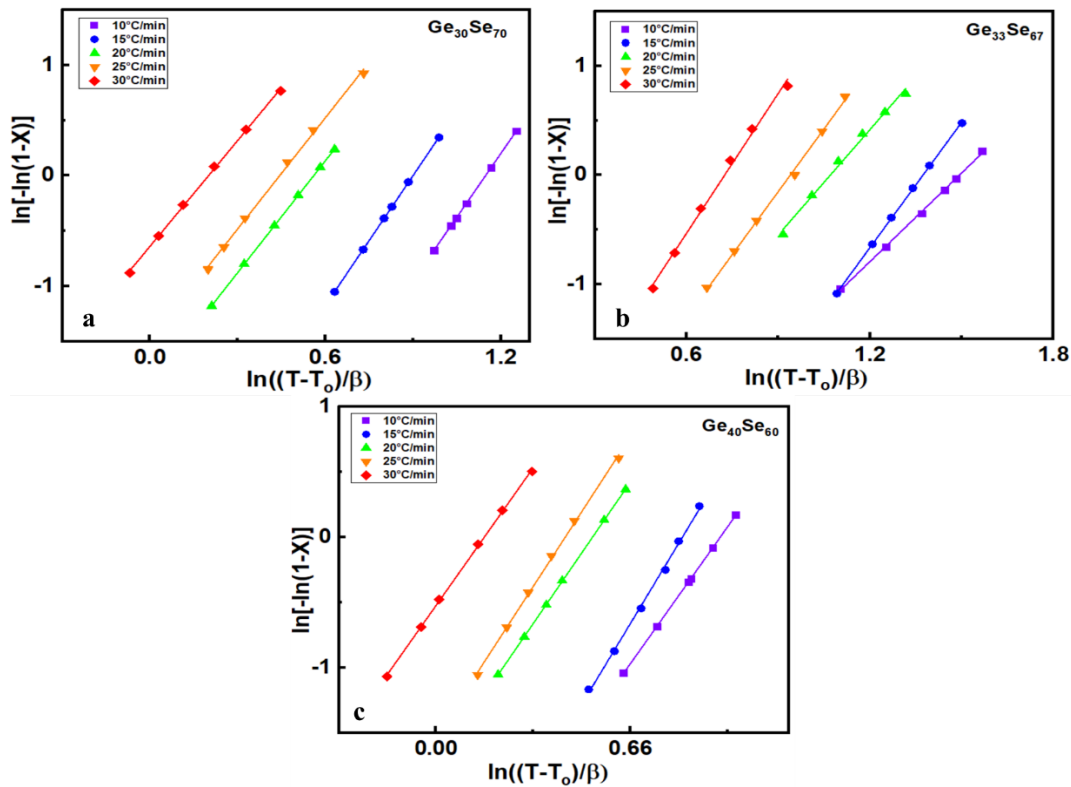 Ge₃₀Se₇₀
10°C/min
15°C/min
20°C/min
25°C/min
30°C/min
ln[-ln(1-X)]
1
0
-1
a
0.0
0.6
1.2
ln((T-Tₒ)/β)
Ge₃₃Se₆₇
10°C/min
15°C/min
20°C/min
25°C/min
30°C/min
ln[-ln(1-X)]
1
0
-1
b
0.6
1.2
1.8
ln((T-Tₒ)/β)
Ge₄₀Se₆₀
10°C/min
15°C/min
20°C/min
25°C/min
30°C/min
ln[-ln(1-X)]
1
0
-1
c
0.00
0.66
ln((T-Tₒ)/β)